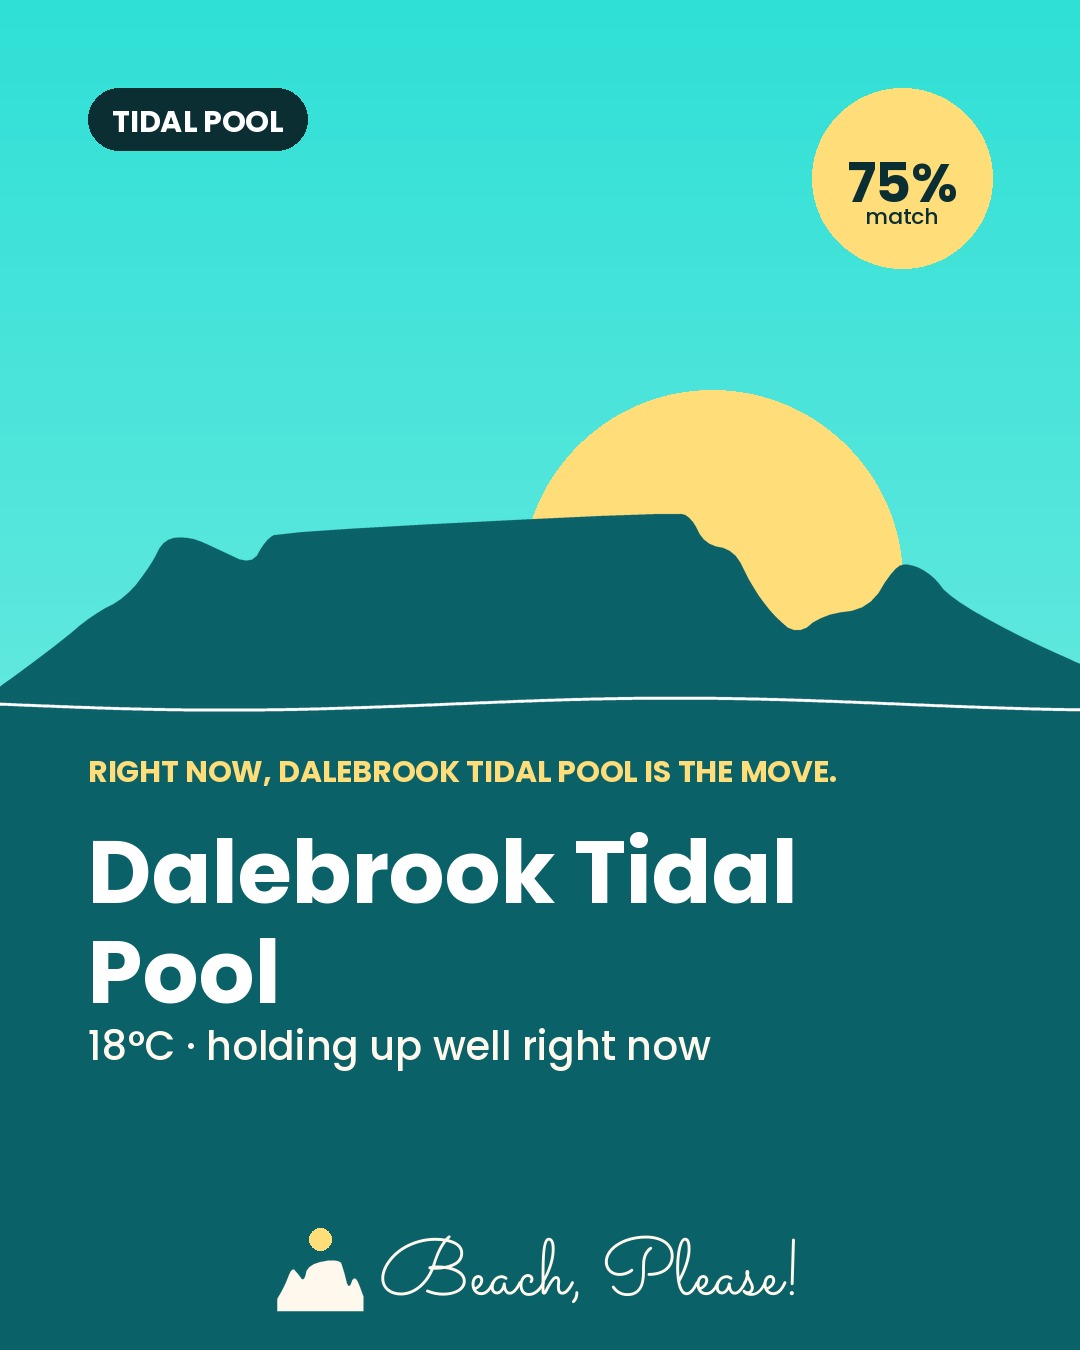 TIDAL POOL
75%
match
RIGHT NOW, DALEBROOK TIDAL POOL IS THE MOVE.
Dalebrook Tidal
Pool
18°C · holding up well right now
Beach, Please!